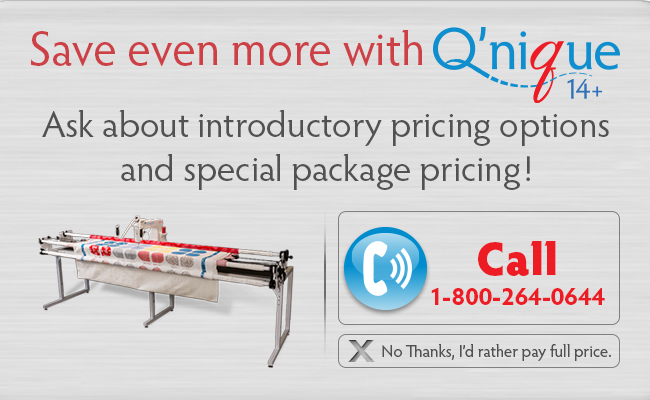 Save even more with Q'nique
14+
Ask about introductory pricing options
and special package pricing!
Call
1-800-264-0644
X No Thanks, I'd rather pay full price.